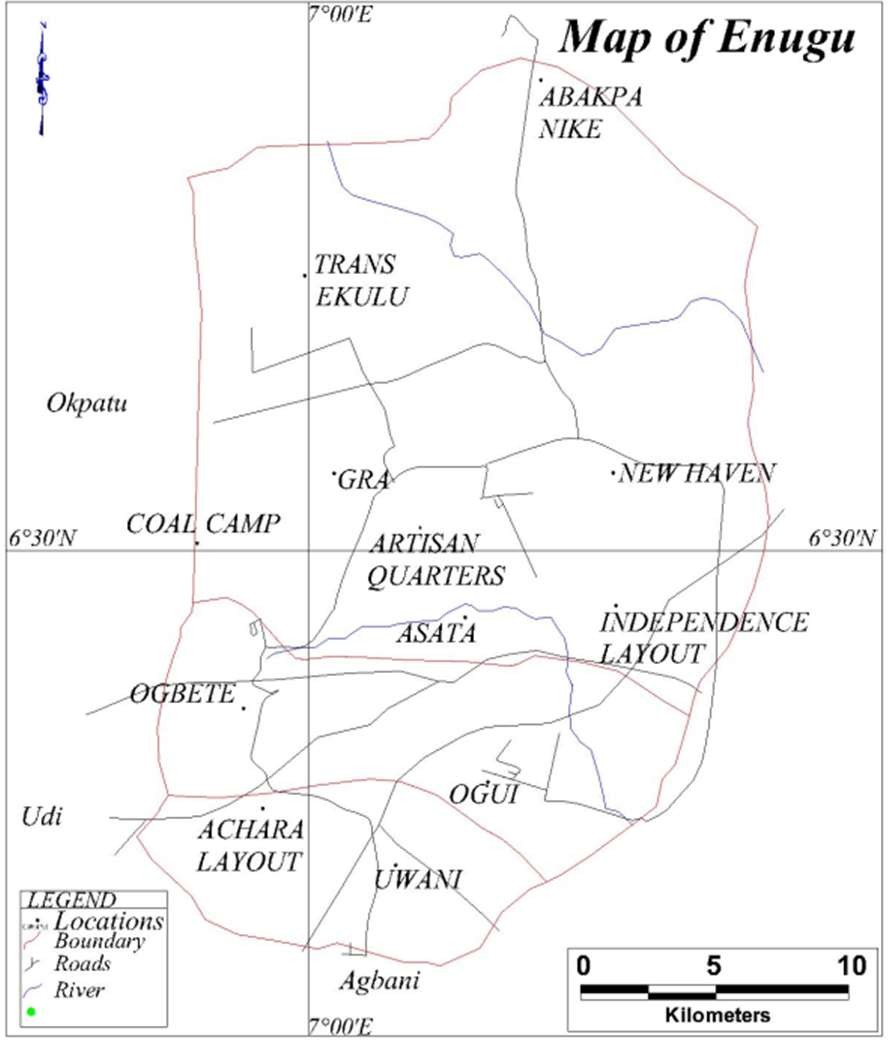 7°00'E
Map of Enugu
ABAKPA
NIKE
TRANS
EKULU
Okpatu
GRA
NEW HAVEN
COAL CAMP
6°30'N
6°30'N
ARTISAN
QUARTERS
ASATA
INDEPENDENCE
LAYOUT
OGBETE
OGUI
Udi
ACHARA
LAYOUT
UWANI
LEGEND
Locations
Boundary
Roads
River
Agbani
0 5 10
Kilometers
7°00'E